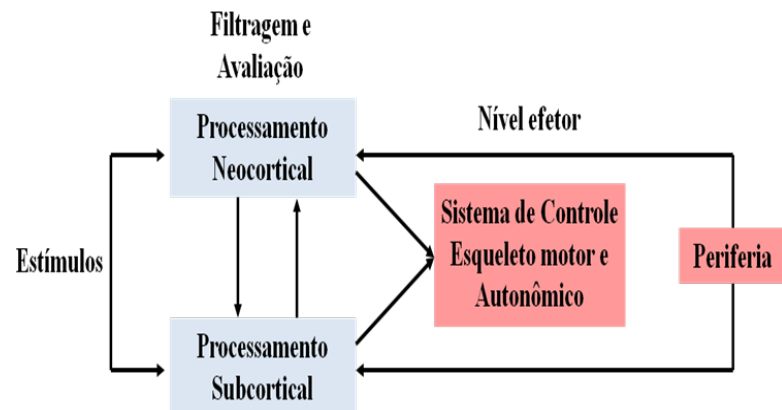 Filtragem e
Avaliação
Processamento
Neocortical
Nível efetor
Sistema de Controle
Esqueleto motor e
Autonômico
Periferia
Estímulos
Processamento
Subcortical